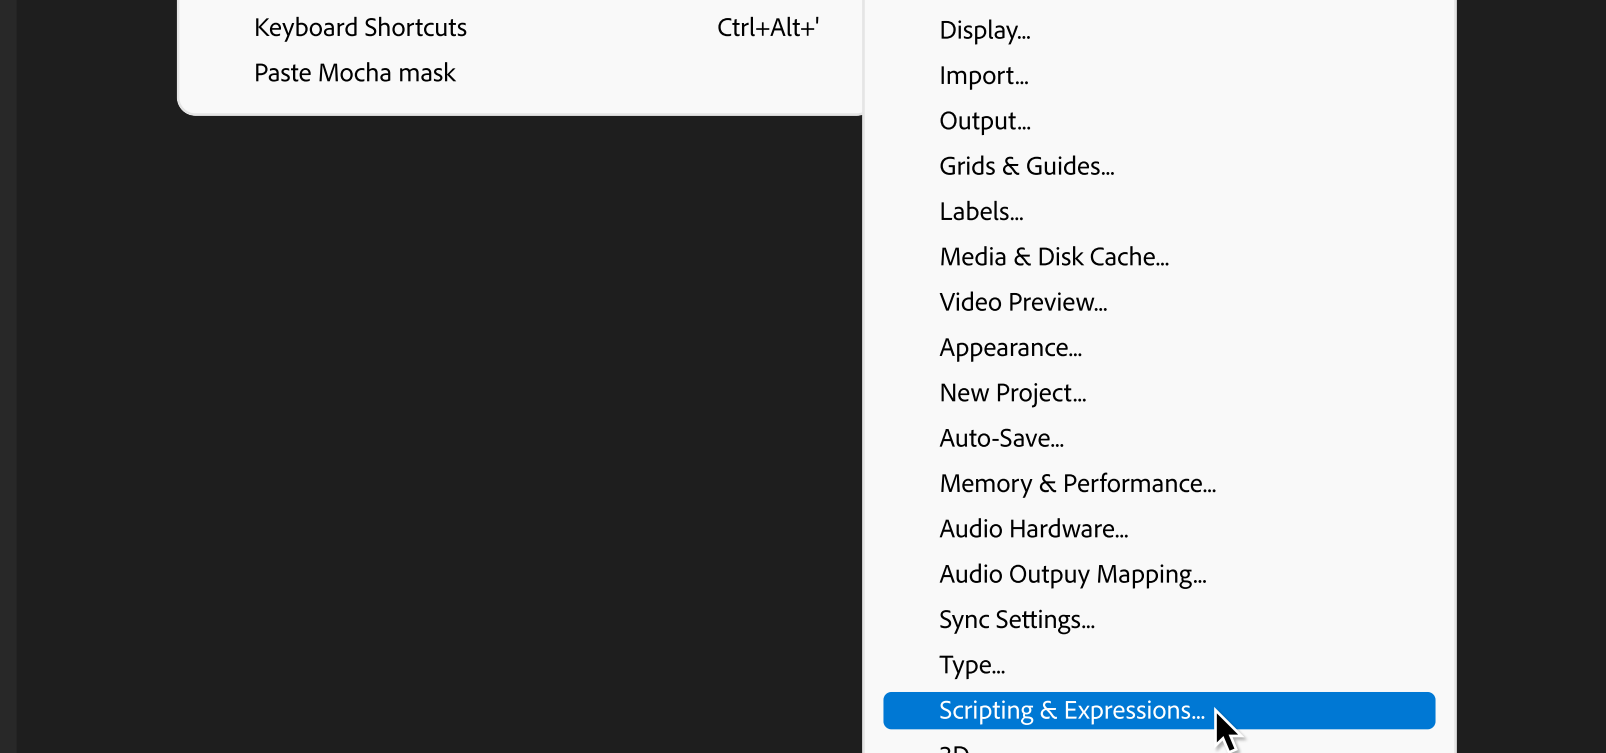 Keyboard Shortcuts Ctrl+Alt+'
Paste Mocha mask
Display...
Import...
Output...
Grids & Guides...
Labels...
Media & Disk Cache...
Video Preview...
Appearance...
New Project...
Auto-Save...
Memory & Performance...
Audio Hardware...
Audio Outpuy Mapping...
Sync Settings...
Type...
Scripting & Expressions...